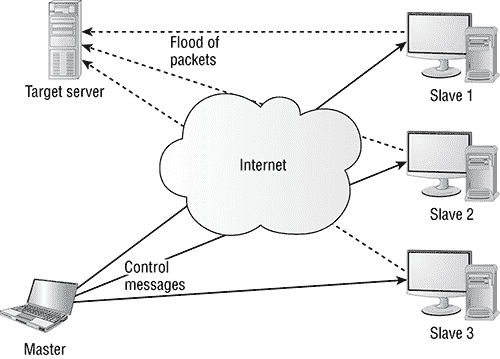 Flood of
packets
Target server
Slave 1
Internet
Slave 2
Control
messages
Slave 3
Master